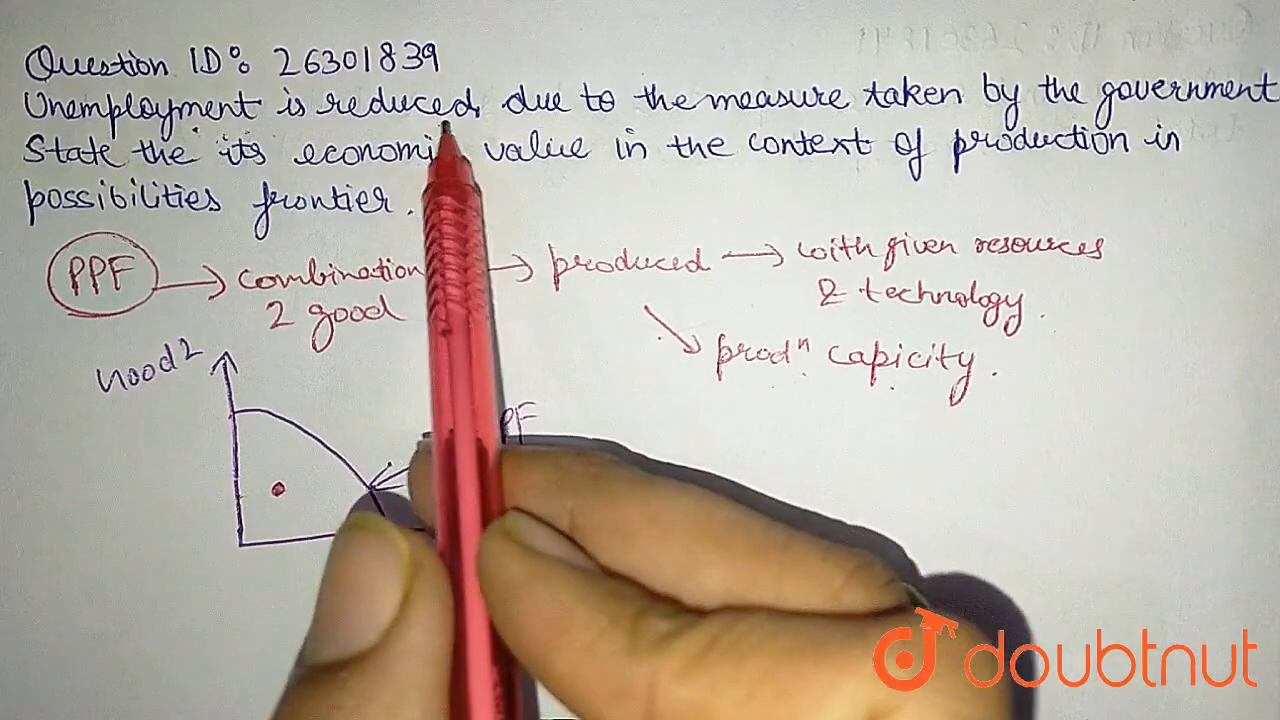 Question ID: 26301839
Unemployment is reduced due to the measure taken by the government
State the its economic value in the context of production in
possibilities frontier.
PPF → combination → produced → with given resources
2 good & technology.
↘ prodⁿ capicity.
Good 2
PF
doubtnut